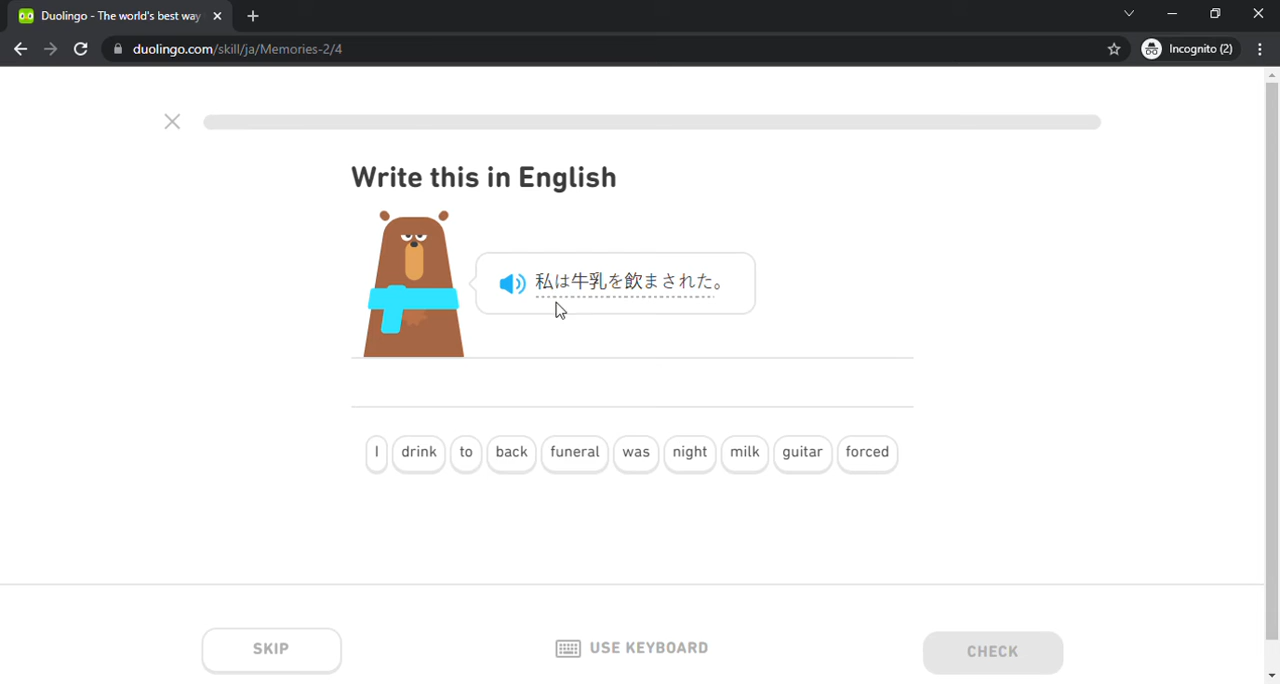 Duolingo - The world's best way
duolingo.com/skill/ja/Memories-2/4
Incognito (2)
Write this in English
私は牛乳を飲まされた。
I drink to back funeral was night milk guitar forced
SKIP
USE KEYBOARD
CHECK